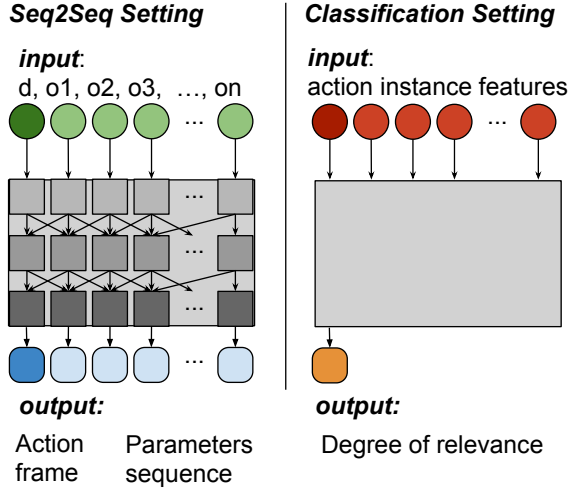 Seq2Seq Setting
input:
d, o1, o2, o3, …, on
...
...
...
...
...
output:
Action frame
Parameters sequence
Classification Setting
input:
action instance features
...
output:
Degree of relevance